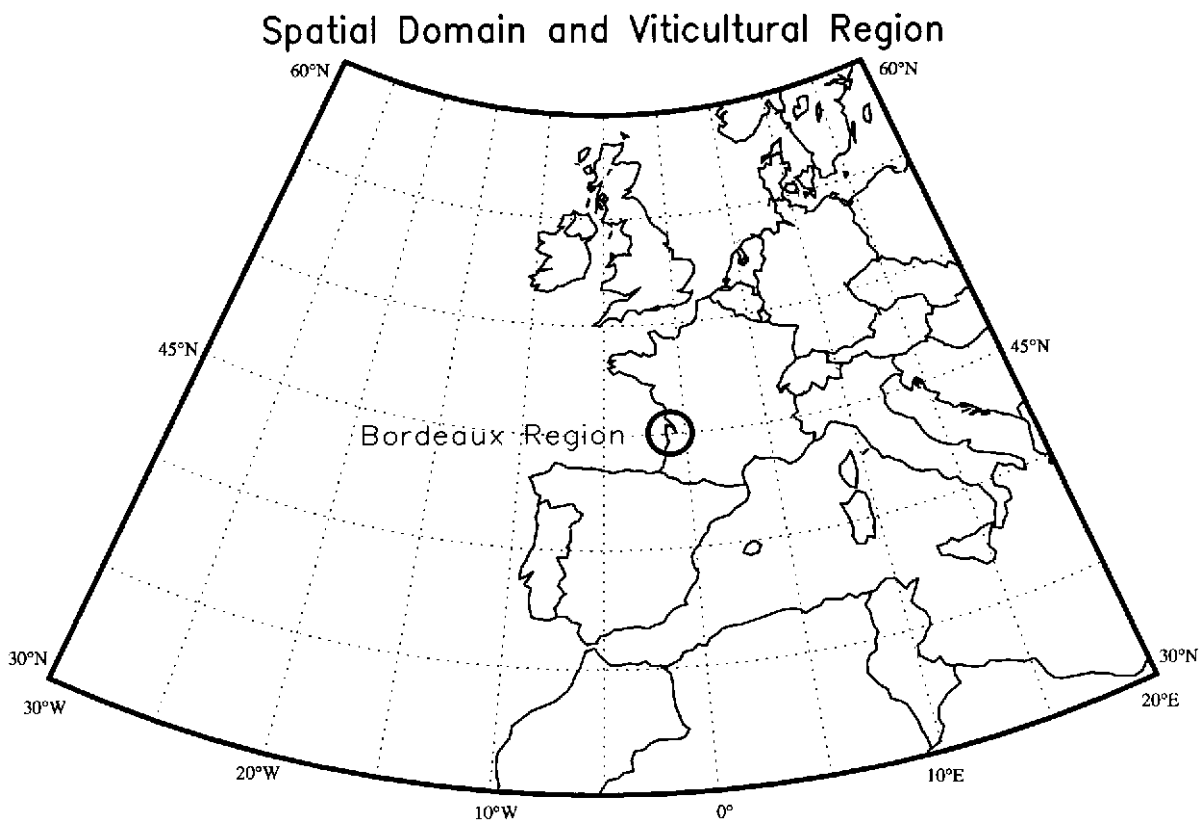 Spatial Domain and Viticultural Region
60°N
60°N
45°N
45°N
Bordeaux Region
30°N
30°N
30°W
20°E
20°W
10°E
10°W
0°